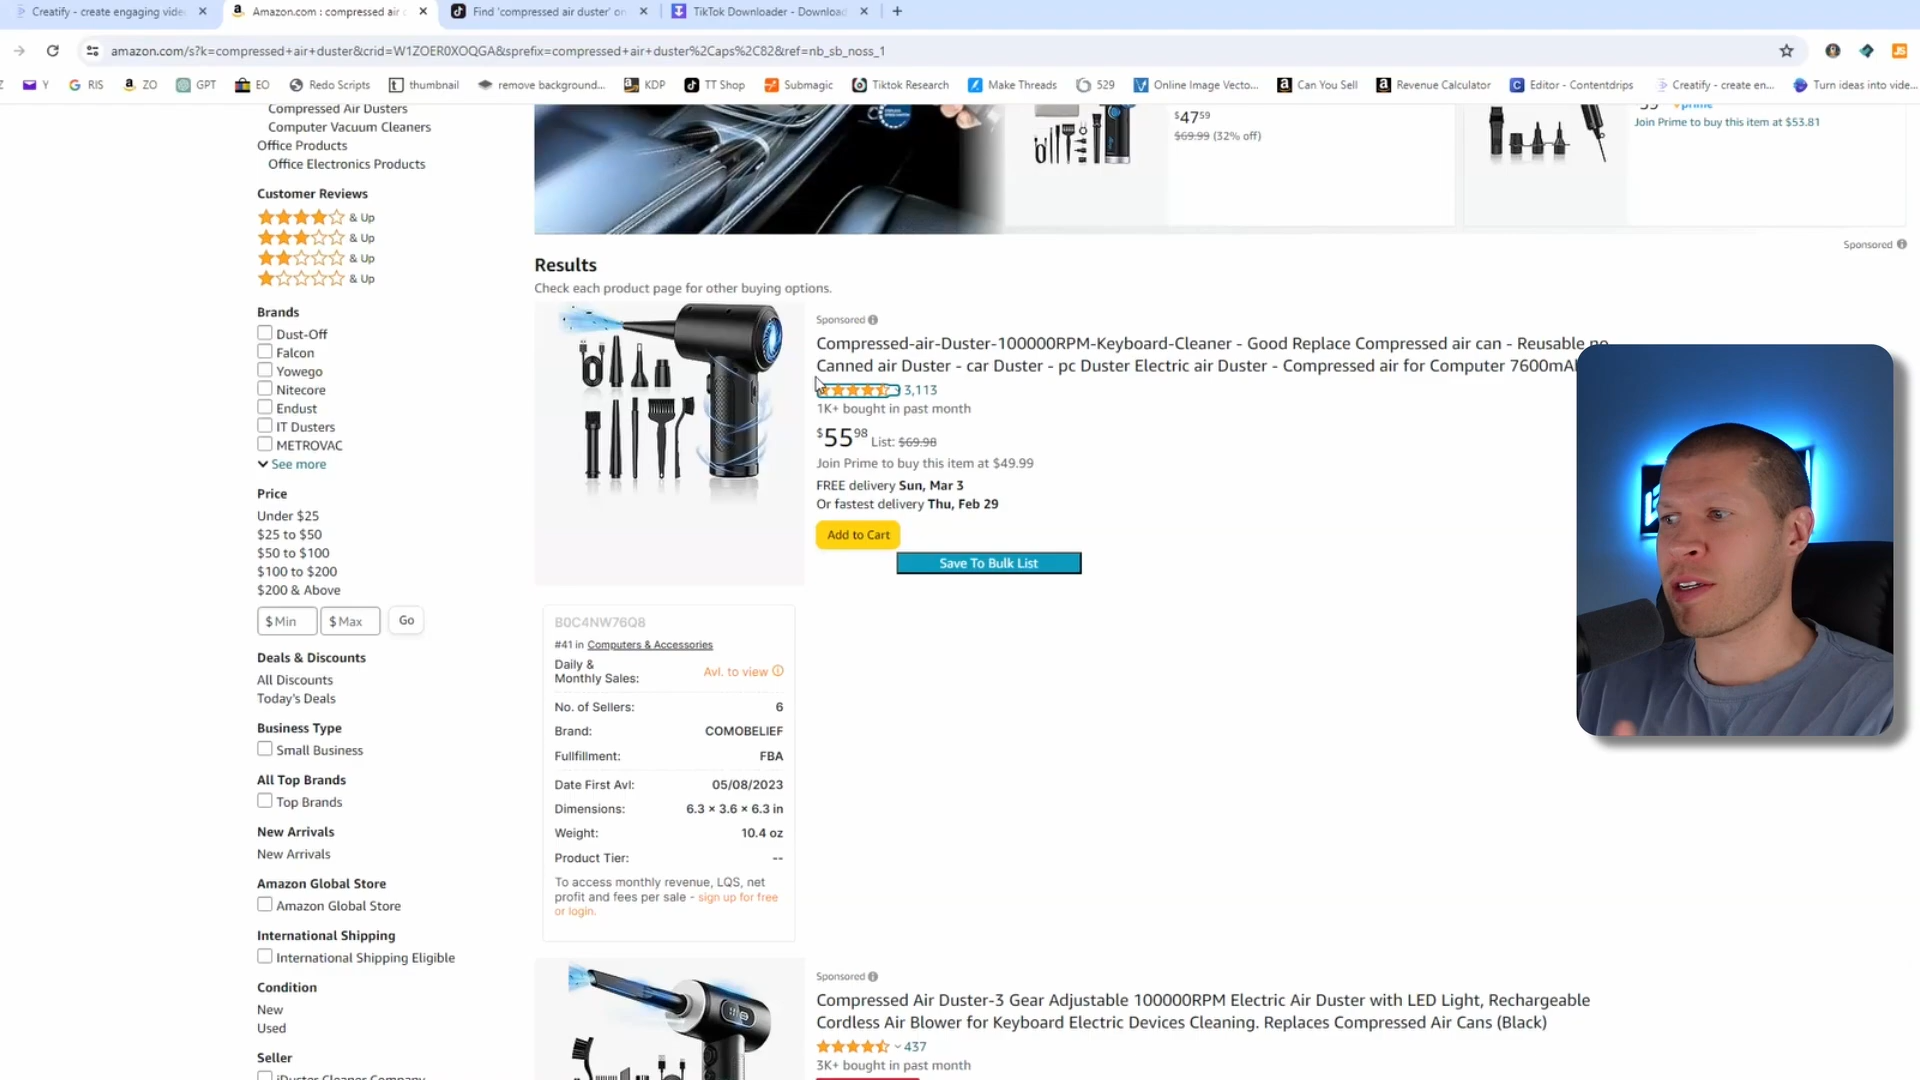 Creatify - create engaging vide
Amazon.com : compressed air c
Find 'compressed air duster' on
TikTok Downloader - Download
amazon.com/s?k=compressed+air+duster&crid=W1ZOER0XOQGA&sprefix=compressed+air+duster%2Caps%2C82&ref=nb_sb_noss_1
Y RIS ZO GPT EO Redo Scripts thumbnail remove background... KDP TT Shop Submagic Tiktok Research Make Threads 529 Online Image Vecto... Can You Sell Revenue Calculator Editor - Contentdrips Creatify - create en... Turn ideas into vide...
Compressed Air Dusters
Computer Vacuum Cleaners
Office Products
Office Electronics Products
Customer Reviews
& Up
& Up
& Up
& Up
Brands
Dust-Off
Falcon
Yowego
Nitecore
Endust
IT Dusters
METROVAC
See more
Price
Under $25
$25 to $50
$50 to $100
$100 to $200
$200 & Above
$ Min $ Max Go
Deals & Discounts
All Discounts
Today's Deals
Business Type
Small Business
All Top Brands
Top Brands
New Arrivals
New Arrivals
Amazon Global Store
Amazon Global Store
International Shipping
International Shipping Eligible
Condition
New
Used
Seller
iDuster Cleaner Company
$47.59
$69.99 (32% off)
prime
Join Prime to buy this item at $53.81
Sponsored
Results
Check each product page for other buying options.
Sponsored
Compressed-air-Duster-100000RPM-Keyboard-Cleaner - Good Replace Compressed air can - Reusable no
Canned air Duster - car Duster - pc Duster Electric air Duster - Compressed air for Computer 7600mA
3,113
1K+ bought in past month
$55.98 List: $69.98
Join Prime to buy this item at $49.99
FREE delivery Sun, Mar 3
Or fastest delivery Thu, Feb 29
Add to Cart
Save To Bulk List
B0C4NW76Q8
#41 in Computers & Accessories
Daily &
Monthly Sales: Avl. to view
No. of Sellers: 6
Brand: COMOBELIEF
Fullfillment: FBA
Date First Avl: 05/08/2023
Dimensions: 6.3 × 3.6 × 6.3 in
Weight: 10.4 oz
Product Tier: --
To access monthly revenue, LQS, net
profit and fees per sale - sign up for free
or login.
Sponsored
Compressed Air Duster-3 Gear Adjustable 100000RPM Electric Air Duster with LED Light, Rechargeable
Cordless Air Blower for Keyboard Electric Devices Cleaning. Replaces Compressed Air Cans (Black)
437
3K+ bought in past month